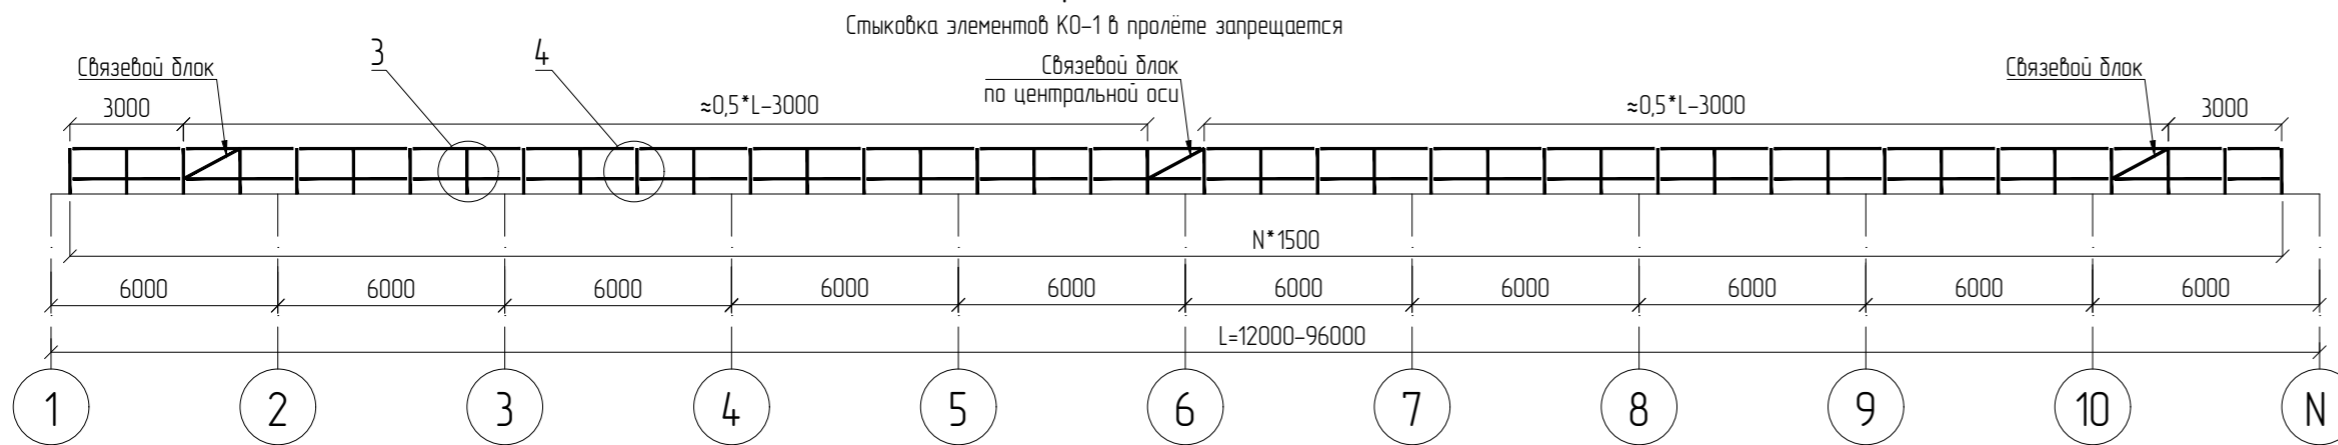 Стыковка элементов КО-1 в пролёте запрещается
Связевой блок
3
4
Связевой блок
по центральной оси
Связевой блок
3000
≈0,5*L-3000
≈0,5*L-3000
3000
N*1500
6000
6000
6000
6000
6000
6000
6000
6000
6000
6000
L=12000-96000
1
2
3
4
5
6
7
8
9
10
N